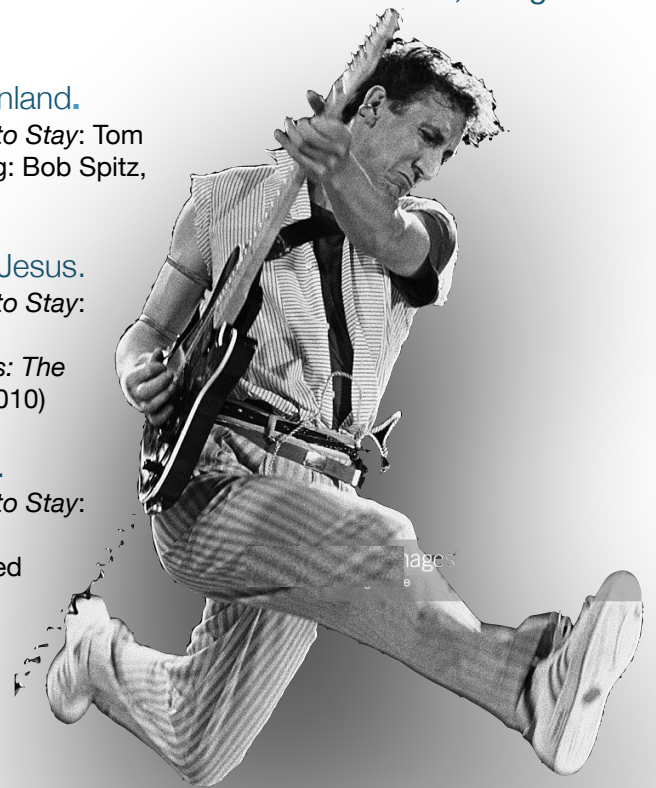 nland.
to Stay: Tom
g: Bob Spitz,
Jesus.
to Stay:
s: The
010)
.
to Stay:
ed
nages
e